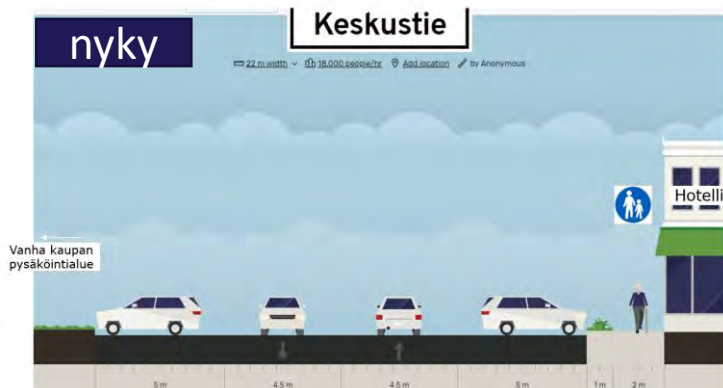 nyky
Keskustie
22 m width 18,000 people/hr Add location by Anonymous
Hotelli
Vanha kaupan
pysäköintialue
5 m 4.5 m 4.5 m 5 m 1 m 2 m